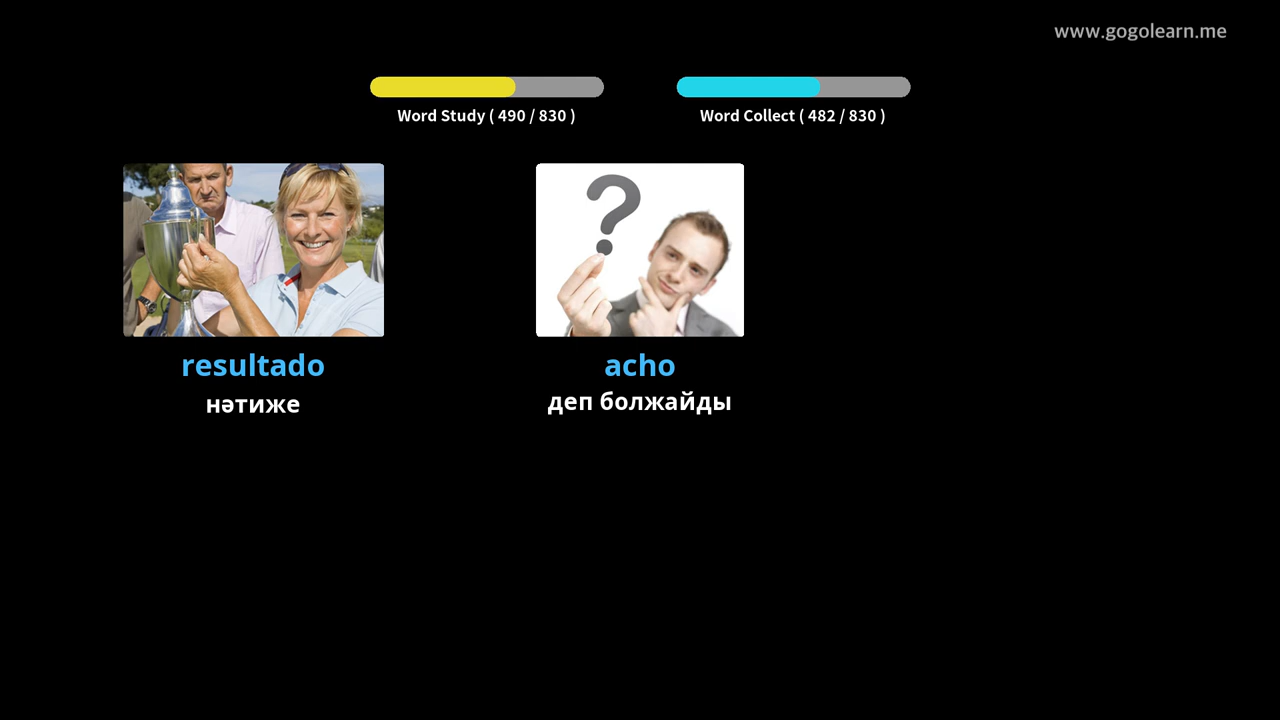 www.gogolearn.me
Word Study ( 490 / 830 )
Word Collect ( 482 / 830 )
resultado
нәтиже
acho
деп болжайды